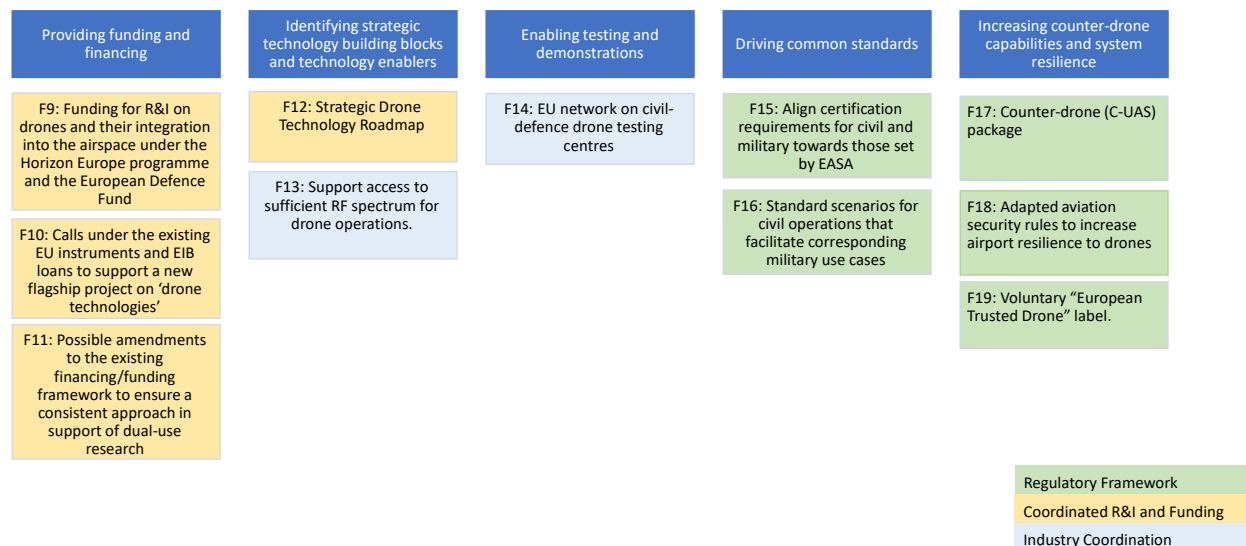 Providing funding and
financing
Identifying strategic
technology building blocks
and technology enablers
Enabling testing and
demonstrations
Driving common standards
Increasing counter-drone
capabilities and system
resilience
F9: Funding for R&I on
drones and their integration
into the airspace under the
Horizon Europe programme
and the European Defence
Fund
F10: Calls under the existing
EU instruments and EIB
loans to support a new
flagship project on ‘drone
technologies’
F11: Possible amendments
to the existing
financing/funding
framework to ensure a
consistent approach in
support of dual-use
research
F12: Strategic Drone
Technology Roadmap
F13: Support access to
sufficient RF spectrum for
drone operations.
F14: EU network on civil-
defence drone testing
centres
F15: Align certification
requirements for civil and
military towards those set
by EASA
F16: Standard scenarios for
civil operations that
facilitate corresponding
military use cases
F17: Counter-drone (C-UAS)
package
F18: Adapted aviation
security rules to increase
airport resilience to drones
F19: Voluntary “European
Trusted Drone” label.
Regulatory Framework
Coordinated R&I and Funding
Industry Coordination